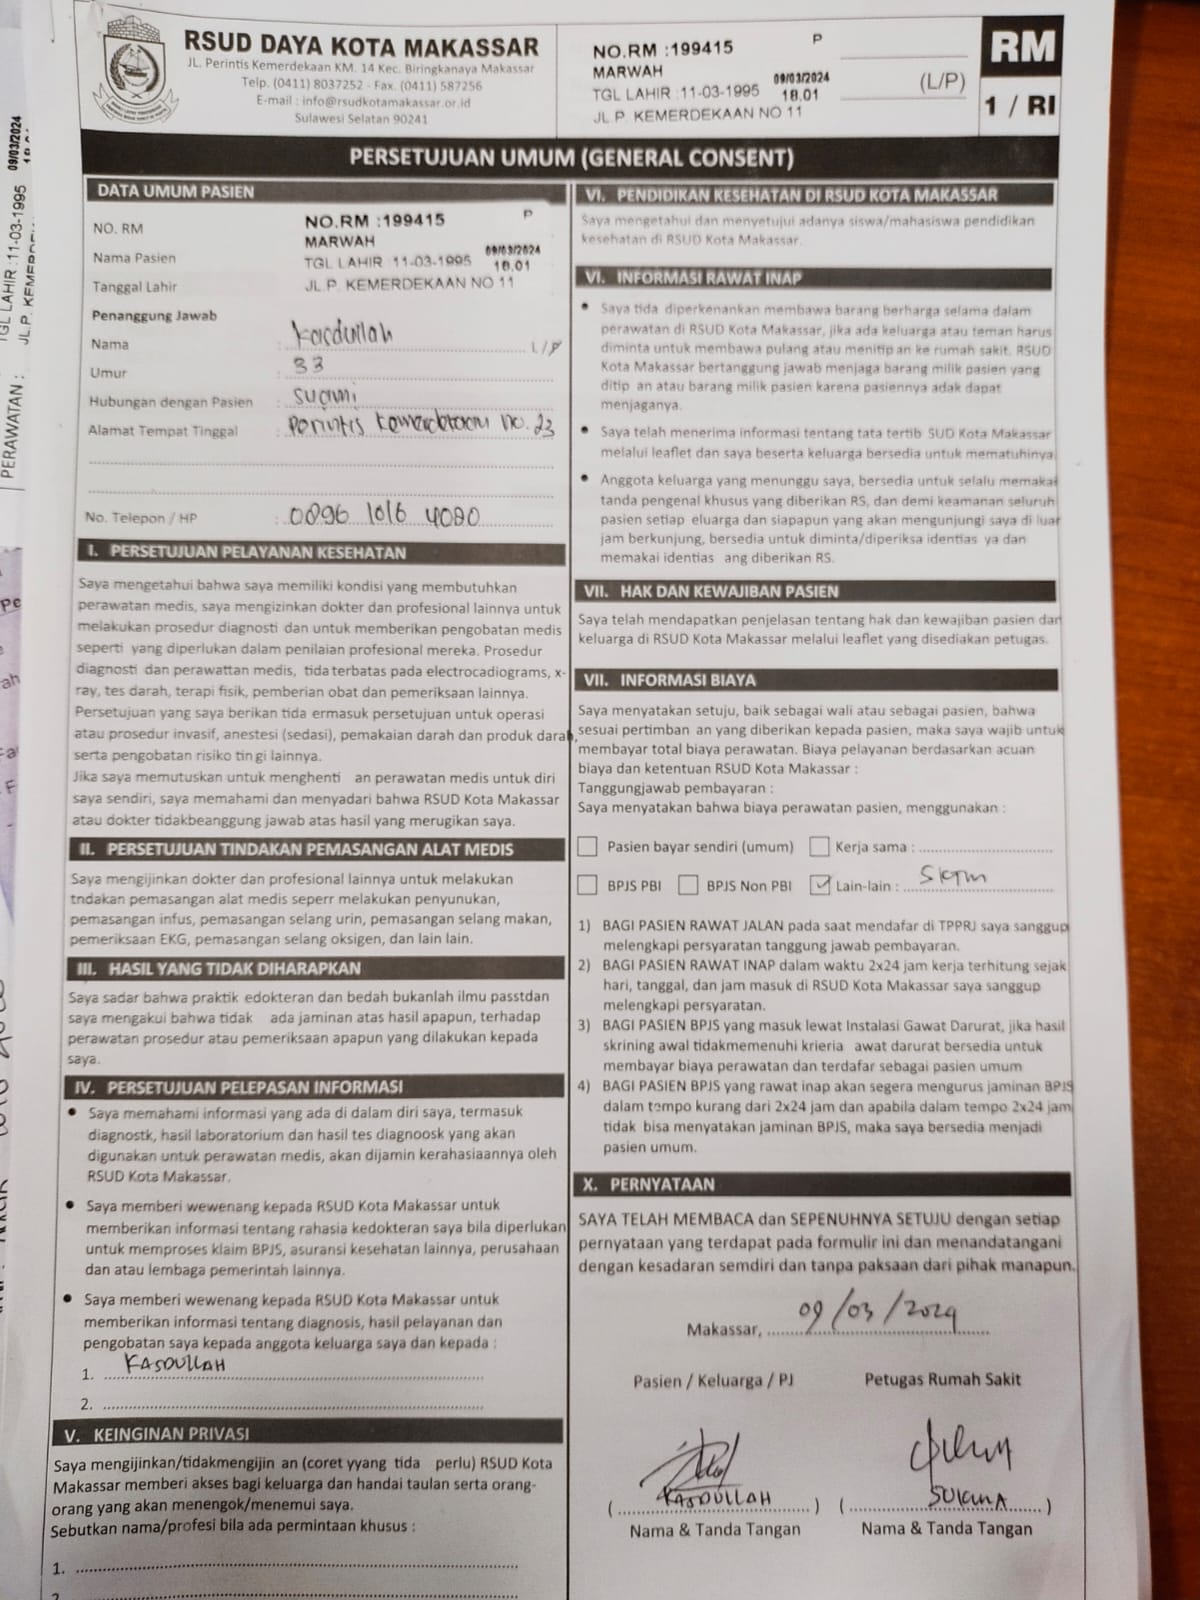 RSUD DAYA KOTA MAKASSAR
JL. Perintis Kemerdekaan KM. 14 Kec. Biringkanaya Makassar
Telp. (0411) 8037252 - Fax. (0411) 587256
E-mail : info@rsudkotamakassar.or.id
Sulawesi Selatan 90241
NO.RM :199415 P
MARWAH 09/03/2024
TGL LAHIR :11-03-1995 18.01
JL.P. KEMERDEKAAN NO 11
(L/P)
RM
1 / RI
PERSETUJUAN UMUM (GENERAL CONSENT)
DATA UMUM PASIEN
NO. RM
Nama Pasien
Tanggal Lahir
NO.RM :199415 P
MARWAH 09/03/2024
TGL LAHIR 11-03-1995 18.01
JL.P. KEMERDEKAAN NO 11
Penanggung Jawab
Nama : Kasdullah L/P
Umur : 33
Hubungan dengan Pasien : suami
Alamat Tempat Tinggal : perintis kemerdekaan no. 23
No. Telepon / HP : 0896 1016 4080
I. PERSETUJUAN PELAYANAN KESEHATAN
Saya mengetahui bahwa saya memiliki kondisi yang membutuhkan
perawatan medis, saya mengizinkan dokter dan profesional lainnya untuk
melakukan prosedur diagnosti dan untuk memberikan pengobatan medis
seperti yang diperlukan dalam penilaian profesional mereka. Prosedur
diagnosti dan perawattan medis, tida terbatas pada electrocadiograms, x-
ray, tes darah, terapi fisik, pemberian obat dan pemeriksaan lainnya.
Persetujuan yang saya berikan tida ermasuk persetujuan untuk operasi
atau prosedur invasif, anestesi (sedasi), pemakaian darah dan produk darah,
serta pengobatan risiko tin gi lainnya.
Jika saya memutuskan untuk menghenti an perawatan medis untuk diri
saya sendiri, saya memahami dan menyadari bahwa RSUD Kota Makassar
atau dokter tidakbeanggung jawab atas hasil yang merugikan saya.
II. PERSETUJUAN TINDAKAN PEMASANGAN ALAT MEDIS
Saya mengijinkan dokter dan profesional lainnya untuk melakukan
tndakan pemasangan alat medis seperr melakukan penyunukan,
pemasangan infus, pemasangan selang urin, pemasangan selang makan,
pemeriksaan EKG, pemasangan selang oksigen, dan lain lain.
III. HASIL YANG TIDAK DIHARAPKAN
Saya sadar bahwa praktik edokteran dan bedah bukanlah ilmu passtdan
saya mengakui bahwa tidak ada jaminan atas hasil apapun, terhadap
perawatan prosedur atau pemeriksaan apapun yang dilakukan kepada
saya.
IV. PERSETUJUAN PELEPASAN INFORMASI
• Saya memahami informasi yang ada di dalam diri saya, termasuk
diagnostk, hasil laboratorium dan hasil tes diagnoosk yang akan
digunakan untuk perawatan medis, akan dijamin kerahasiaannya oleh
RSUD Kota Makassar.
• Saya memberi wewenang kepada RSUD Kota Makassar untuk
memberikan informasi tentang rahasia kedokteran saya bila diperlukan
untuk memproses klaim BPJS, asuransi kesehatan lainnya, perusahaan
dan atau lembaga pemerintah lainnya.
• Saya memberi wewenang kepada RSUD Kota Makassar untuk
memberikan informasi tentang diagnosis, hasil pelayanan dan
pengobatan saya kepada anggota keluarga saya dan kepada :
1. KASDULLAH
2.
V. KEINGINAN PRIVASI
Saya mengijinkan/tidakmengijin an (coret yyang tida perlu) RSUD Kota
Makassar memberi akses bagi keluarga dan handai taulan serta orang-
orang yang akan menengok/menemui saya.
Sebutkan nama/profesi bila ada permintaan khusus :
1.
VI. PENDIDIKAN KESEHATAN DI RSUD KOTA MAKASSAR
Saya mengetahui dan menyetujui adanya siswa/mahasiswa pendidikan
kesehatan di RSUD Kota Makassar.
VI. INFORMASI RAWAT INAP
• Saya tida diperkenankan membawa barang berharga selama dalam
perawatan di RSUD Kota Makassar, jika ada keluarga atau teman harus
diminta untuk membawa pulang atau menitip an ke rumah sakit. RSUD
Kota Makassar bertanggung jawab menjaga barang milik pasien yang
ditip an atau barang milik pasien karena pasiennya adak dapat
menjaganya.
• Saya telah menerima informasi tentang tata tertib SUD Kota Makassar
melalui leaflet dan saya beserta keluarga bersedia untuk mematuhinya
• Anggota keluarga yang menunggu saya, bersedia untuk selalu memakai
tanda pengenal khusus yang diberikan RS, dan demi keamanan seluruh
pasien setiap eluarga dan siapapun yang akan mengunjungi saya di luar
jam berkunjung, bersedia untuk diminta/diperiksa identias ya dan
memakai identias ang diberikan RS.
VII. HAK DAN KEWAJIBAN PASIEN
Saya telah mendapatkan penjelasan tentang hak dan kewajiban pasien dan
keluarga di RSUD Kota Makassar melalui leaflet yang disediakan petugas.
VII. INFORMASI BIAYA
Saya menyatakan setuju, baik sebagai wali atau sebagai pasien, bahwa
sesuai pertimban an yang diberikan kepada pasien, maka saya wajib untuk
membayar total biaya perawatan. Biaya pelayanan berdasarkan acuan
biaya dan ketentuan RSUD Kota Makassar :
Tanggungjawab pembayaran :
Saya menyatakan bahwa biaya perawatan pasien, menggunakan :
Pasien bayar sendiri (umum) Kerja sama :
BPJS PBI BPJS Non PBI Lain-lain : SKTM
1) BAGI PASIEN RAWAT JALAN pada saat mendafar di TPPRJ saya sanggup
melengkapi persyaratan tanggung jawab pembayaran.
2) BAGI PASIEN RAWAT INAP dalam waktu 2x24 jam kerja terhitung sejak
hari, tanggal, dan jam masuk di RSUD Kota Makassar saya sanggup
melengkapi persyaratan.
3) BAGI PASIEN BPJS yang masuk lewat Instalasi Gawat Darurat, jika hasil
skrining awal tidakmemenuhi krieria awat darurat bersedia untuk
membayar biaya perawatan dan terdafar sebagai pasien umum
4) BAGI PASIEN BPJS yang rawat inap akan segera mengurus jaminan BPJS
dalam tempo kurang dari 2x24 jam dan apabila dalam tempo 2x24 jam
tidak bisa menyatakan jaminan BPJS, maka saya bersedia menjadi
pasien umum.
X. PERNYATAAN
SAYA TELAH MEMBACA dan SEPENUHNYA SETUJU dengan setiap
pernyataan yang terdapat pada formulir ini dan menandatangani
dengan kesadaran semdiri dan tanpa paksaan dari pihak manapun.
Makassar, 09/03/2024
Pasien / Keluarga / PJ Petugas Rumah Sakit
(KASDULLAH) (SUKMA)
Nama & Tanda Tangan Nama & Tanda Tangan
09/03/2024
TGL LAHIR :11-03-1995
PERAWATAN :